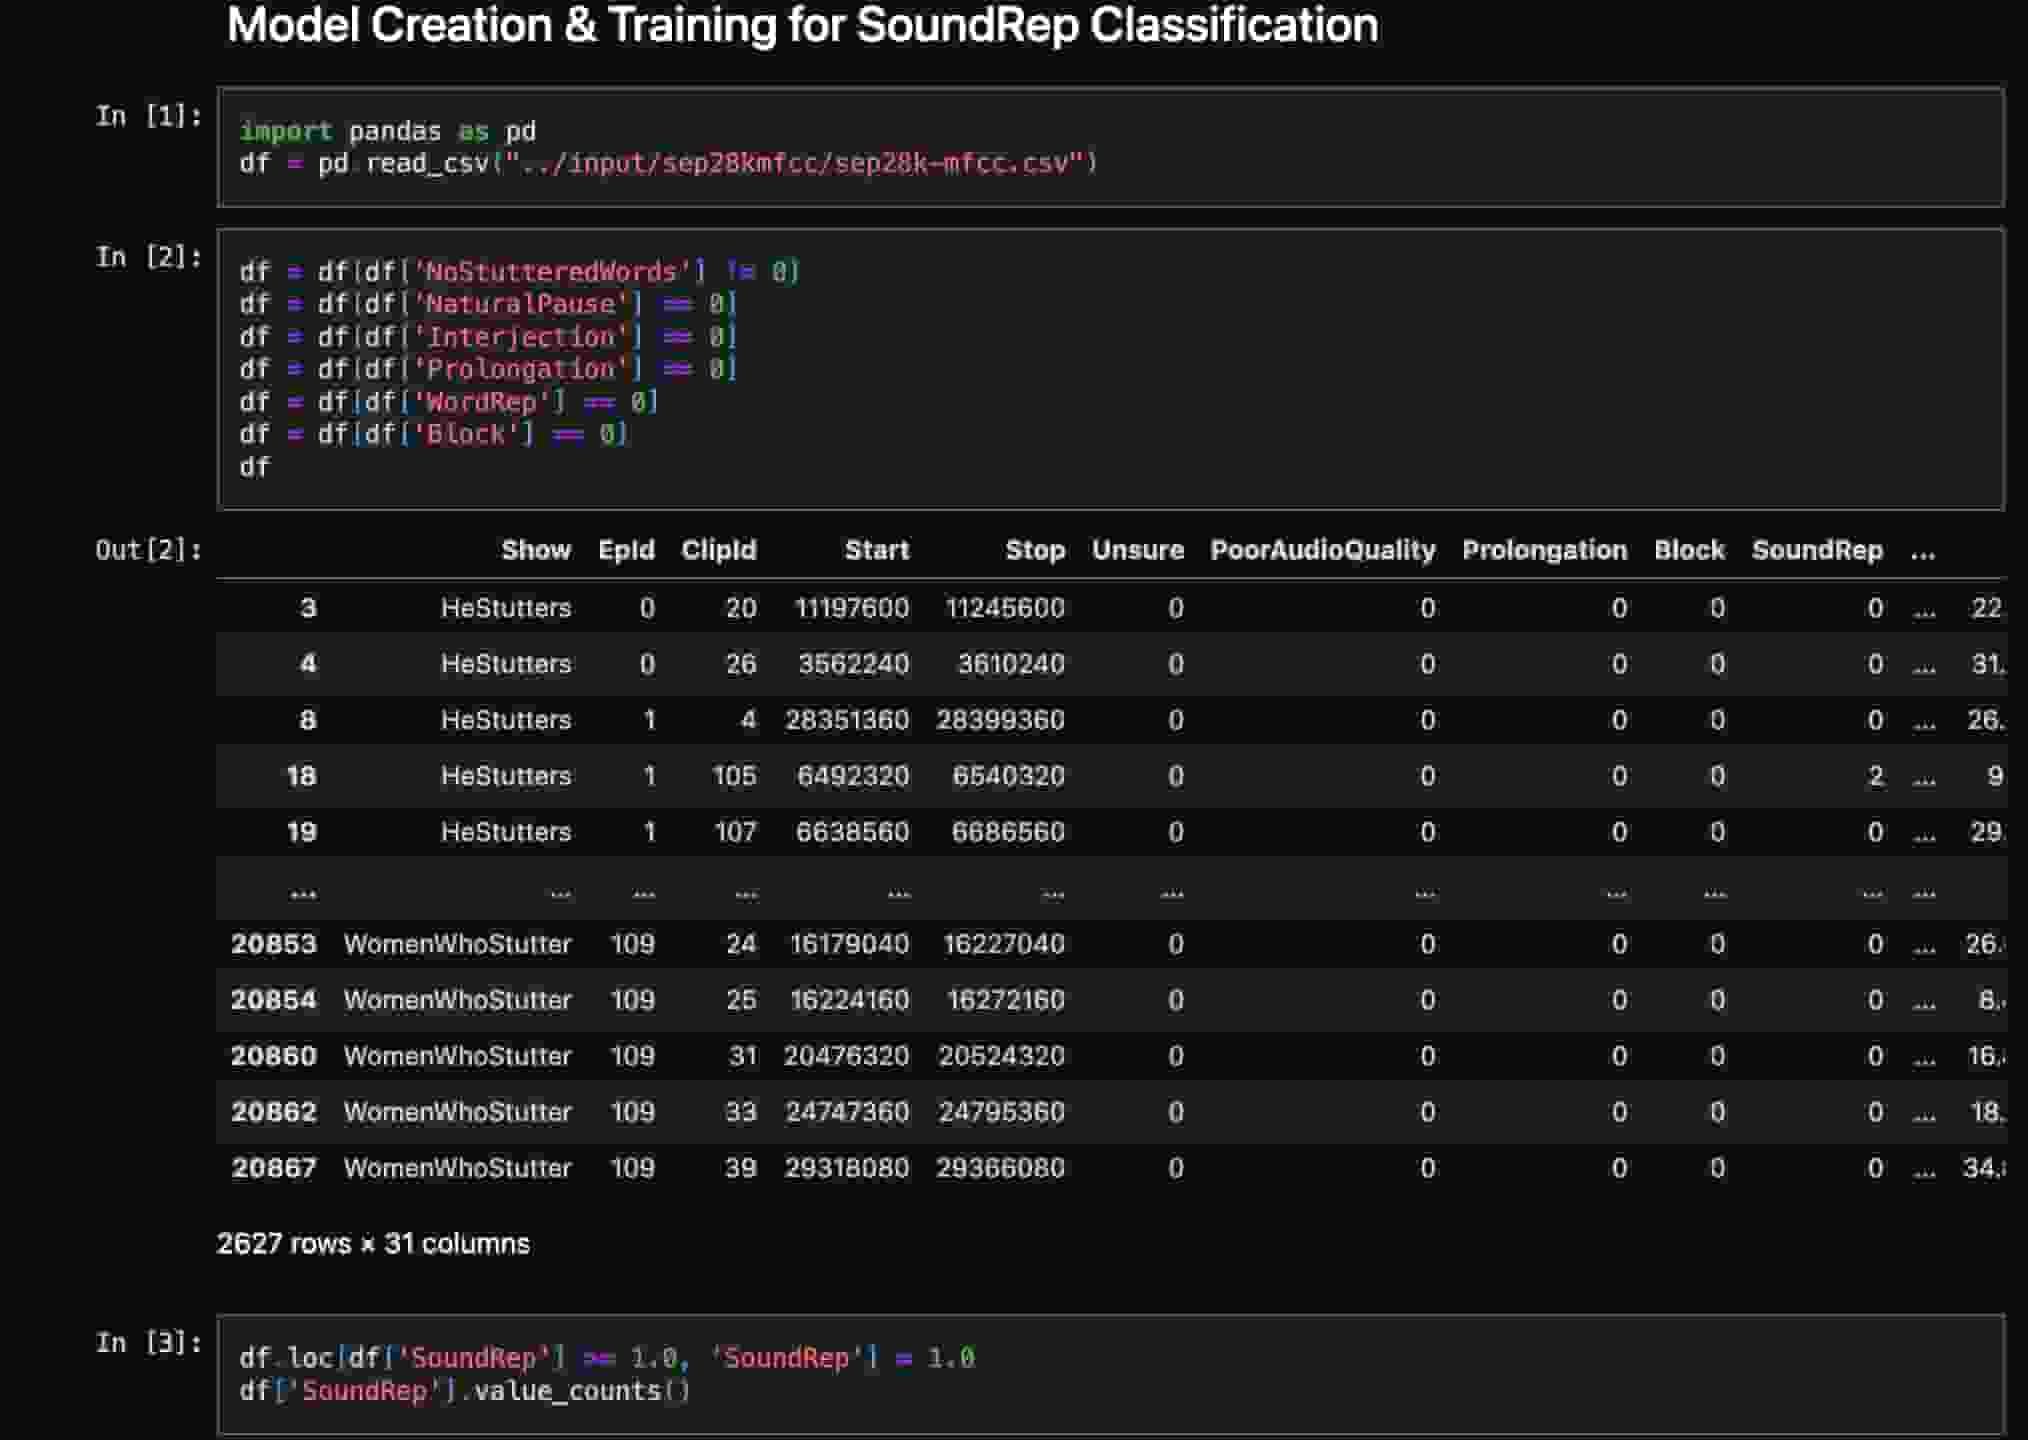 Model Creation & Training for SoundRep Classification
In [1]:
import pandas as pd
df = pd.read_csv("../input/sep28kmfcc/sep28k-mfcc.csv")
In [2]:
df = df[df['NoStutteredWords'] != 0]
df = df[df['NaturalPause'] == 0]
df = df[df['Interjection'] == 0]
df = df[df['Prolongation'] == 0]
df = df[df['WordRep'] == 0]
df = df[df['Block'] == 0]
df
Out[2]:
Show EpId ClipId Start Stop Unsure PoorAudioQuality Prolongation Block SoundRep ...
3 HeStutters 0 20 11197600 11245600 0 0 0 0 0 ... 22
4 HeStutters 0 26 3562240 3610240 0 0 0 0 0 ... 31.
8 HeStutters 1 4 28351360 28399360 0 0 0 0 0 ... 26.
18 HeStutters 1 105 6492320 6540320 0 0 0 0 2 ... 9
19 HeStutters 1 107 6638560 6686560 0 0 0 0 0 ... 29.
... ... ... ... ... ... ... ... ... ... ... ...
20853 WomenWhoStutter 109 24 16179040 16227040 0 0 0 0 0 ... 26.
20854 WomenWhoStutter 109 25 16224160 16272160 0 0 0 0 0 ... 8.
20860 WomenWhoStutter 109 31 20476320 20524320 0 0 0 0 0 ... 16.
20862 WomenWhoStutter 109 33 24747360 24795360 0 0 0 0 0 ... 18.
20867 WomenWhoStutter 109 39 29318080 29366080 0 0 0 0 0 ... 34.
2627 rows × 31 columns
In [3]:
df.loc[df['SoundRep'] >= 1.0, 'SoundRep'] = 1.0
df['SoundRep'].value_counts()